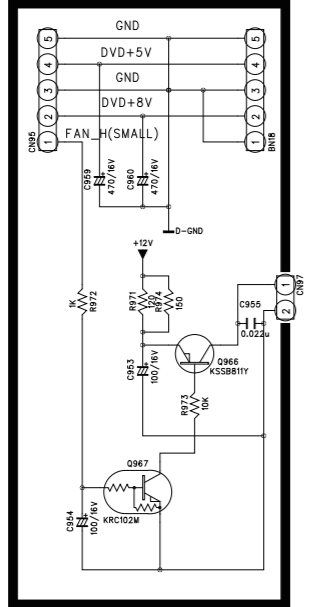 GND
5
5
DVD+5V
4
4
GND
3
3
DVD+8V
2
2
FAN_H(SMALL)
1
1
CN95
BN18
C959
470/16V
C960
470/16V
D-GND
+12V
1K
R972
R971
120
R974
150
C955
0.022u
1
2
CN97
C953
100/16V
Q966
KSSB811Y
R973
10K
Q967
KRC102M
C954
100/16V